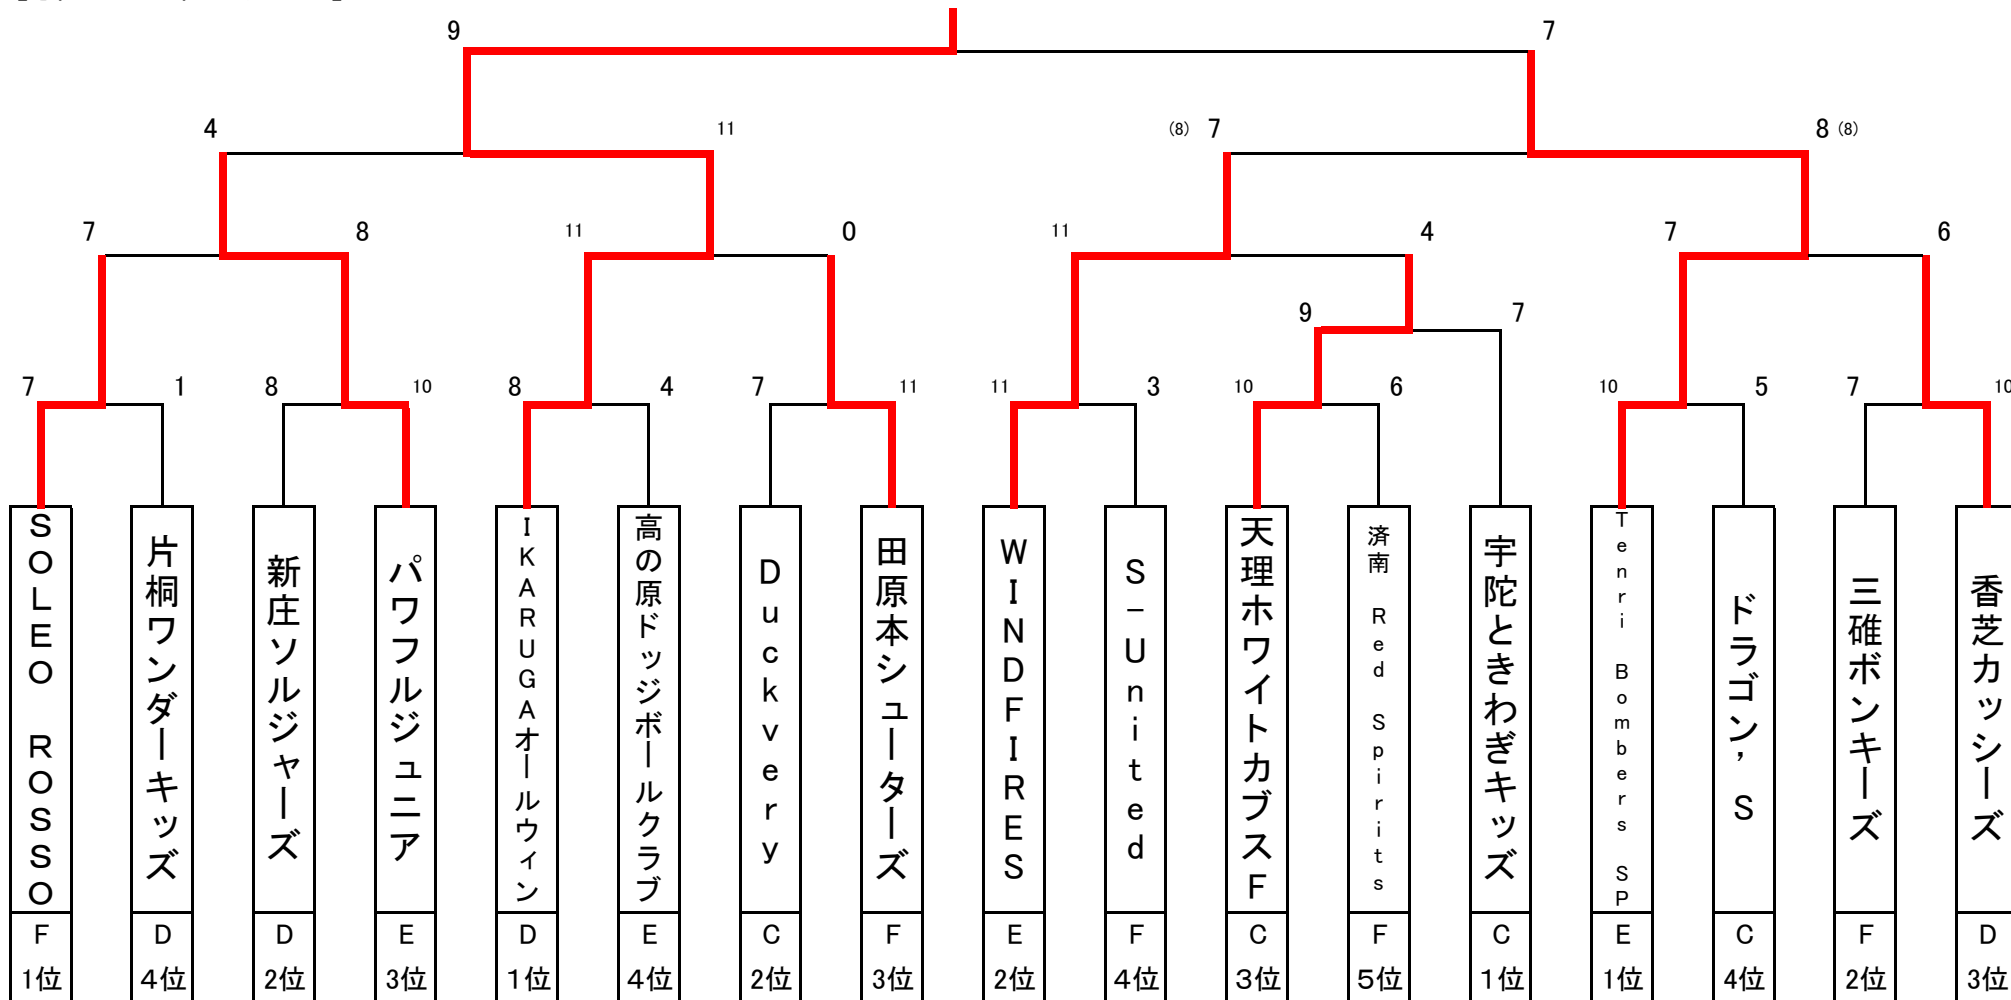 9 7
4 11 (8) 7 8 (8)
7 8 11 0 11 4 7 6
9 7
7 1 8 10 8 4 7 11 11 3 10 6 10 5 7 10
SOLEO ROSSO
片桐ワンダーキッズ
新庄ソルジャーズ
パワフルジュニア
IKARUGAオールウィン
高の原ドッジボールクラブ
Duckvery
田原本シューターズ
WINDFIRES
S-United
天理ホワイトカブスF
済南 Red Spirits
宇陀ときわぎキッズ
Tenri Bombers SP
ドラゴン’S
三碓ボンキーズ
香芝カッシーズ
F D D E D E C F E F C F C E C F D
1位 4位 2位 3位 1位 4位 2位 3位 2位 4位 3位 5位 1位 1位 4位 2位 3位